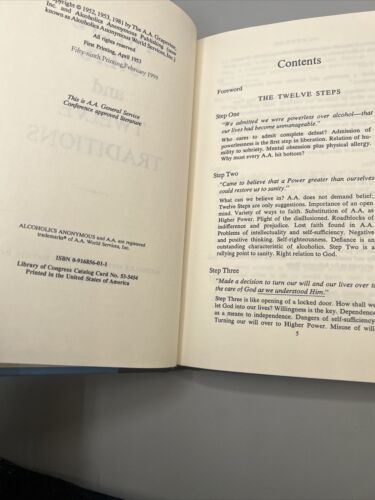 Copyright © 1952, 1953, 1981 by The A.A. Grapevine,
Inc. and Alcoholics Anonymous Publishing (now
known as Alcoholics Anonymous World Services, Inc.)
All rights reserved
First Printing, April 1953
Fifty-ninth Printing, February 1999
This is A.A. General Service
Conference approved literature
ALCOHOLICS ANONYMOUS and A.A. are registered
trademarks® of A.A. World Services, Inc.
ISBN 0-916856-01-1
Library of Congress Catalog Card No. 53-5454
Printed in the United States of America
Contents
Foreword
THE TWELVE STEPS
Step One
"We admitted we were powerless over alcohol—that
our lives had become unmanageable."
Who cares to admit complete defeat? Admission of
powerlessness is the first step in liberation. Relation of hu-
mility to sobriety. Mental obsession plus physical allergy.
Why must every A.A. hit bottom?
Step Two
"Came to believe that a Power greater than ourselves
could restore us to sanity."
What can we believe in? A.A. does not demand belief;
Twelve Steps are only suggestions. Importance of an open
mind. Variety of ways to faith. Substitution of A.A. as
Higher Power. Plight of the disillusioned. Roadblocks of
indifference and prejudice. Lost faith found in A.A.
Problems of intellectuality and self-sufficiency. Negative
and positive thinking. Self-righteousness. Defiance is an
outstanding characteristic of alcoholics. Step Two is a
rallying point to sanity. Right relation to God.
Step Three
"Made a decision to turn our will and our lives over to
the care of God as we understood Him."
Step Three is like opening of a locked door. How shall we
let God into our lives? Willingness is the key. Dependence
as a means to independence. Dangers of self-sufficiency.
Turning our will over to Higher Power. Misuse of will
5